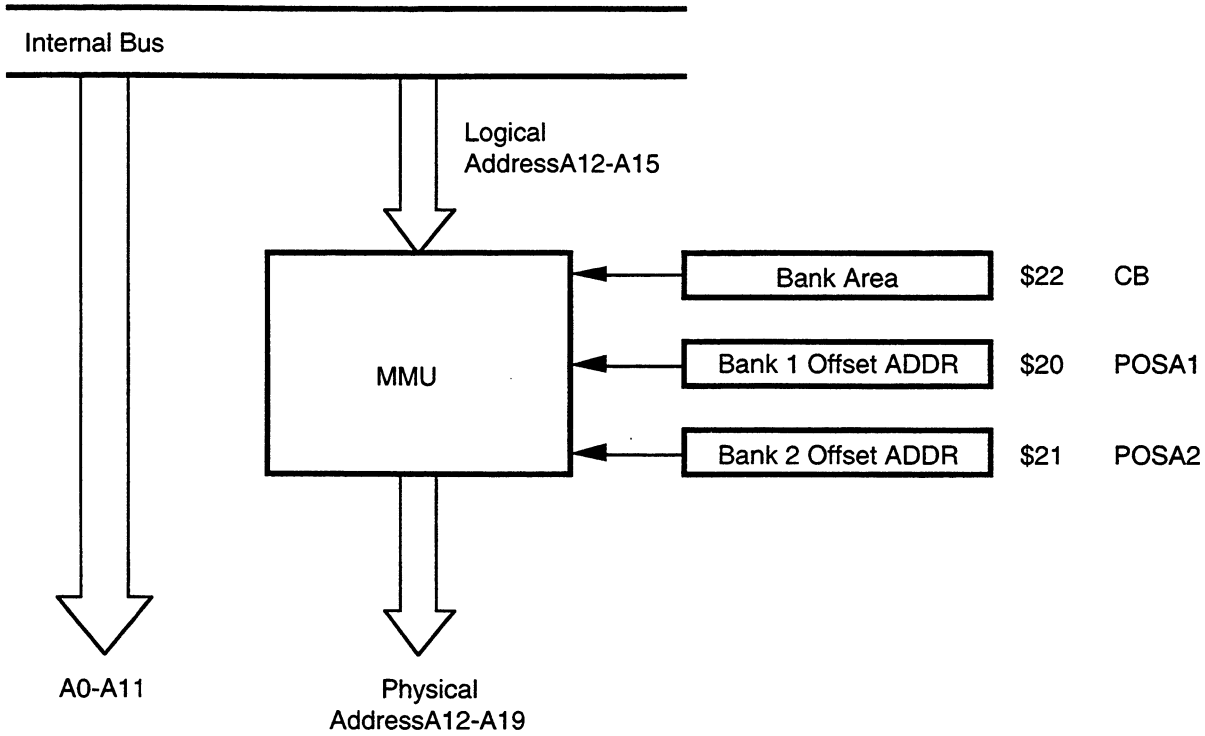 Internal Bus
Logical
AddressA12-A15
Bank Area $22 CB
MMU
Bank 1 Offset ADDR $20 POSA1
Bank 2 Offset ADDR $21 POSA2
A0-A11
Physical
AddressA12-A19